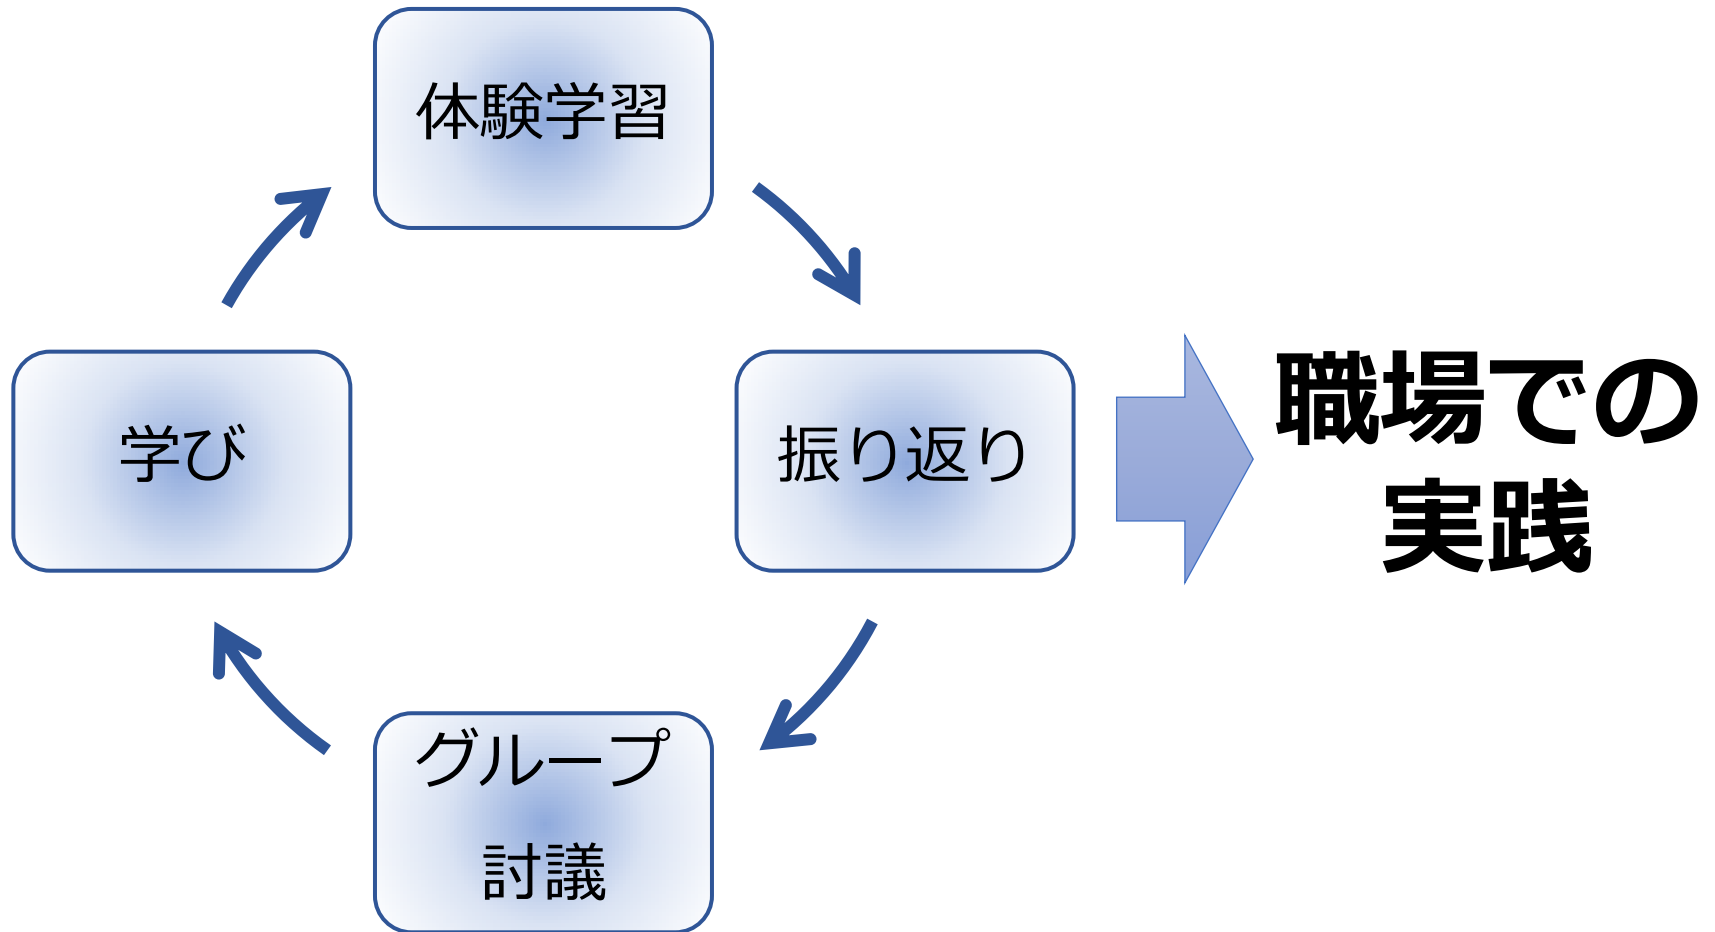 体験学習
学び
振り返り
職場での
実践
グループ
討議